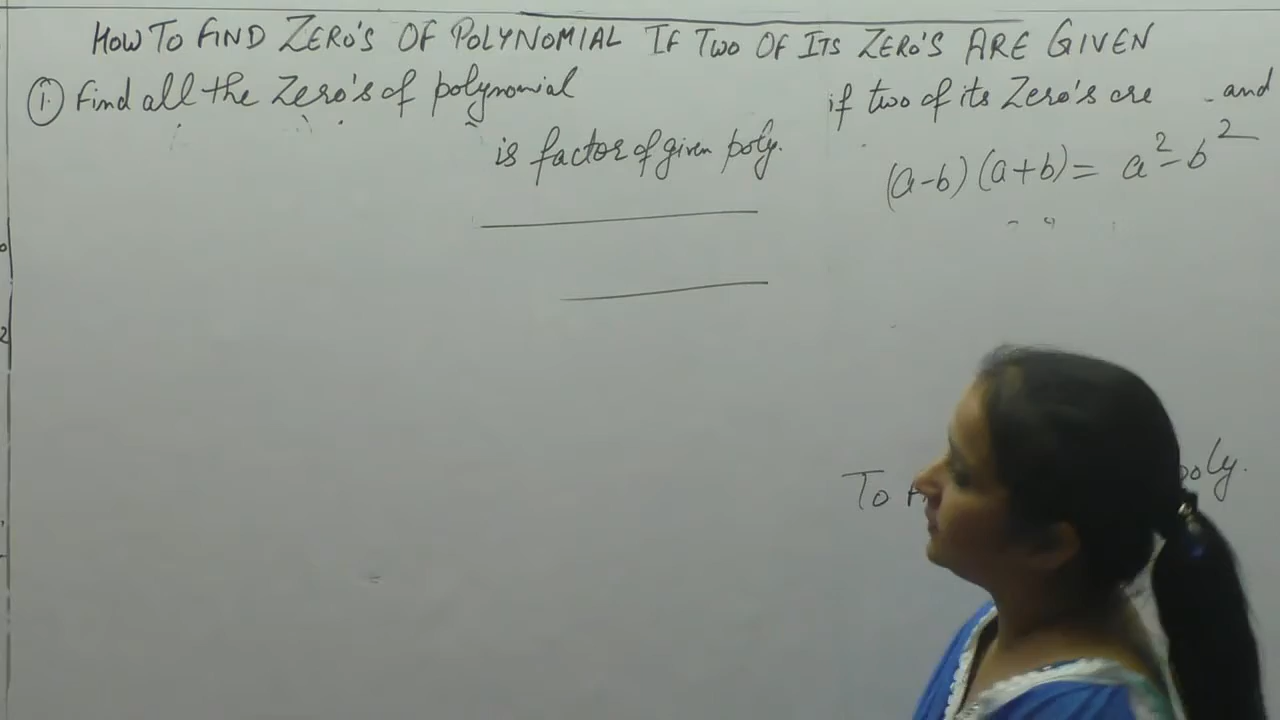 HOW TO FIND ZERO'S OF POLYNOMIAL IF TWO OF ITS ZERO'S ARE GIVEN
① Find all the Zero's of polynomial if two of its Zero's are and
is factor of given poly.
(a-b) (a+b) = a² - b²
To poly.